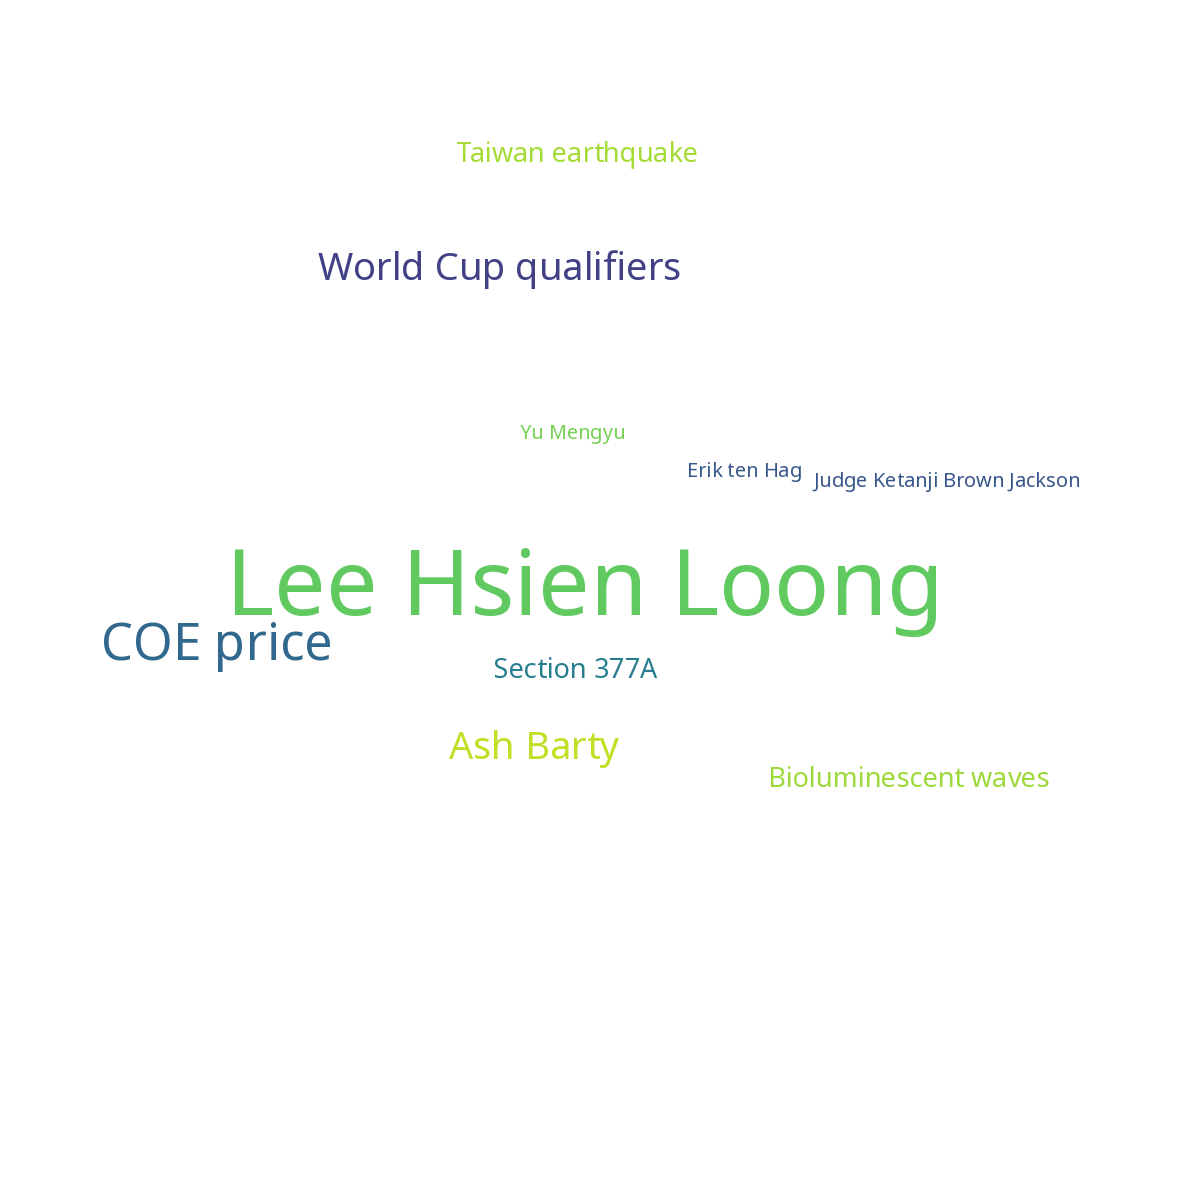 Taiwan earthquake
World Cup qualifiers
Yu Mengyu
Erik ten Hag
Judge Ketanji Brown Jackson
Lee Hsien Loong
COE price
Section 377A
Ash Barty
Bioluminescent waves